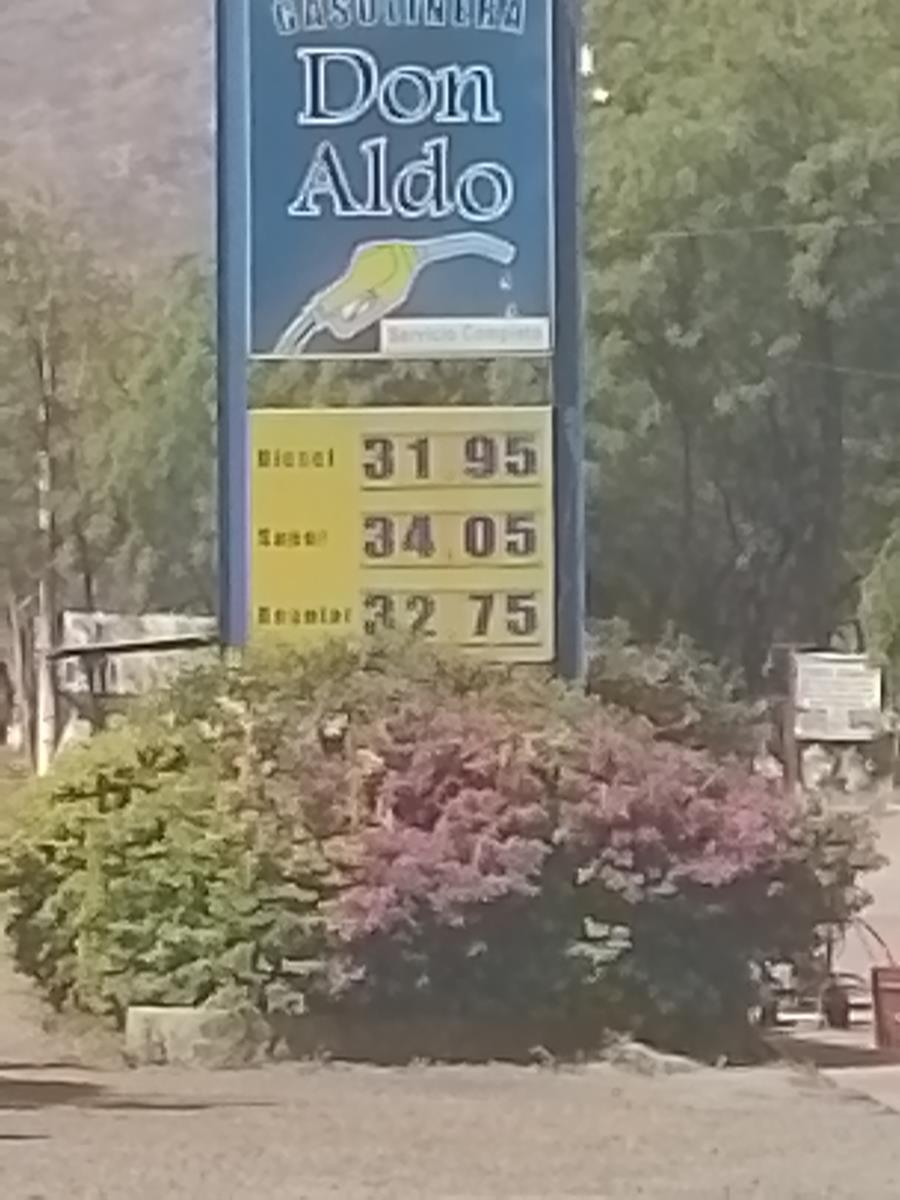 GASOLINERA
Don
Aldo
Servicio Completo
Diesel 31.95
Super 34.05
Regular 32.75